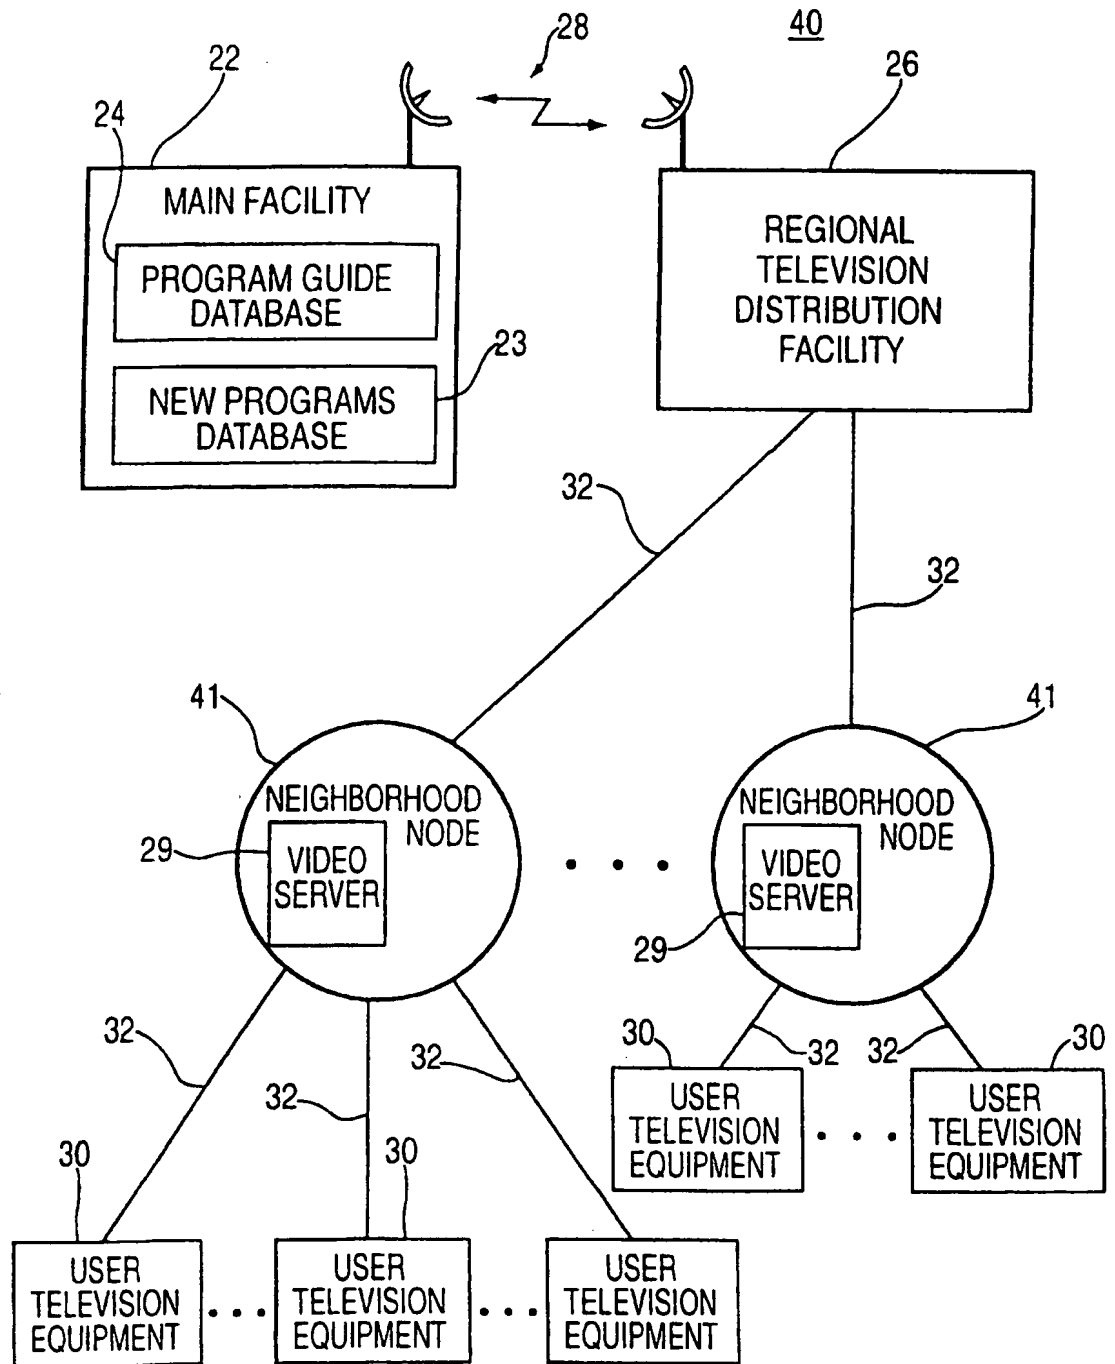 40
28
22
26
24
MAIN FACILITY
PROGRAM GUIDE
DATABASE
23
NEW PROGRAMS
DATABASE
REGIONAL
TELEVISION
DISTRIBUTION
FACILITY
32
32
41
41
NEIGHBORHOOD
NODE
29
VIDEO
SERVER
NEIGHBORHOOD
NODE
29
VIDEO
SERVER
32
32
32
32
32
30
30
USER
TELEVISION
EQUIPMENT
USER
TELEVISION
EQUIPMENT
30
30
USER
TELEVISION
EQUIPMENT
USER
TELEVISION
EQUIPMENT
USER
TELEVISION
EQUIPMENT